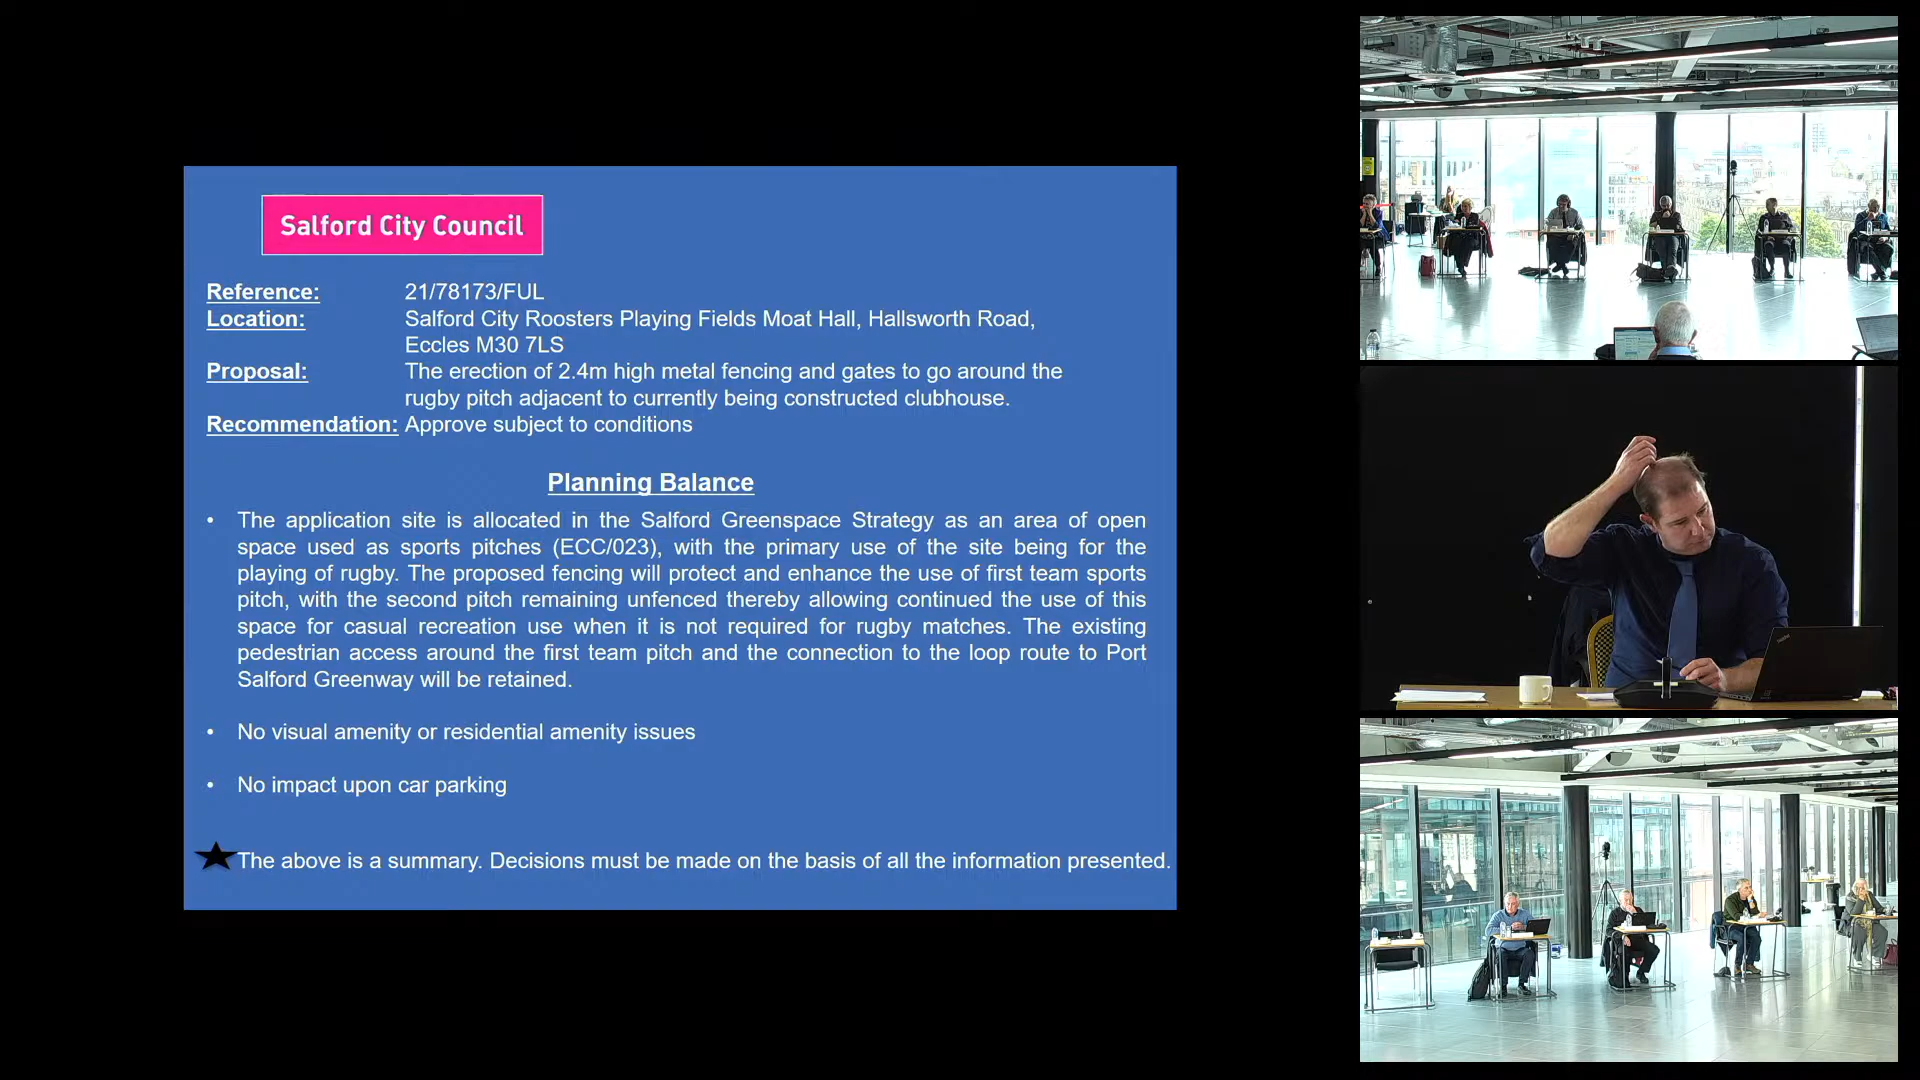 Salford City Council
Reference: 21/78173/FUL
Location: Salford City Roosters Playing Fields Moat Hall, Hallsworth Road,
Eccles M30 7LS
Proposal: The erection of 2.4m high metal fencing and gates to go around the
rugby pitch adjacent to currently being constructed clubhouse.
Recommendation: Approve subject to conditions
Planning Balance
• The application site is allocated in the Salford Greenspace Strategy as an area of open
space used as sports pitches (ECC/023), with the primary use of the site being for the
playing of rugby. The proposed fencing will protect and enhance the use of first team sports
pitch, with the second pitch remaining unfenced thereby allowing continued the use of this
space for casual recreation use when it is not required for rugby matches. The existing
pedestrian access around the first team pitch and the connection to the loop route to Port
Salford Greenway will be retained.
• No visual amenity or residential amenity issues
• No impact upon car parking
The above is a summary. Decisions must be made on the basis of all the information presented.